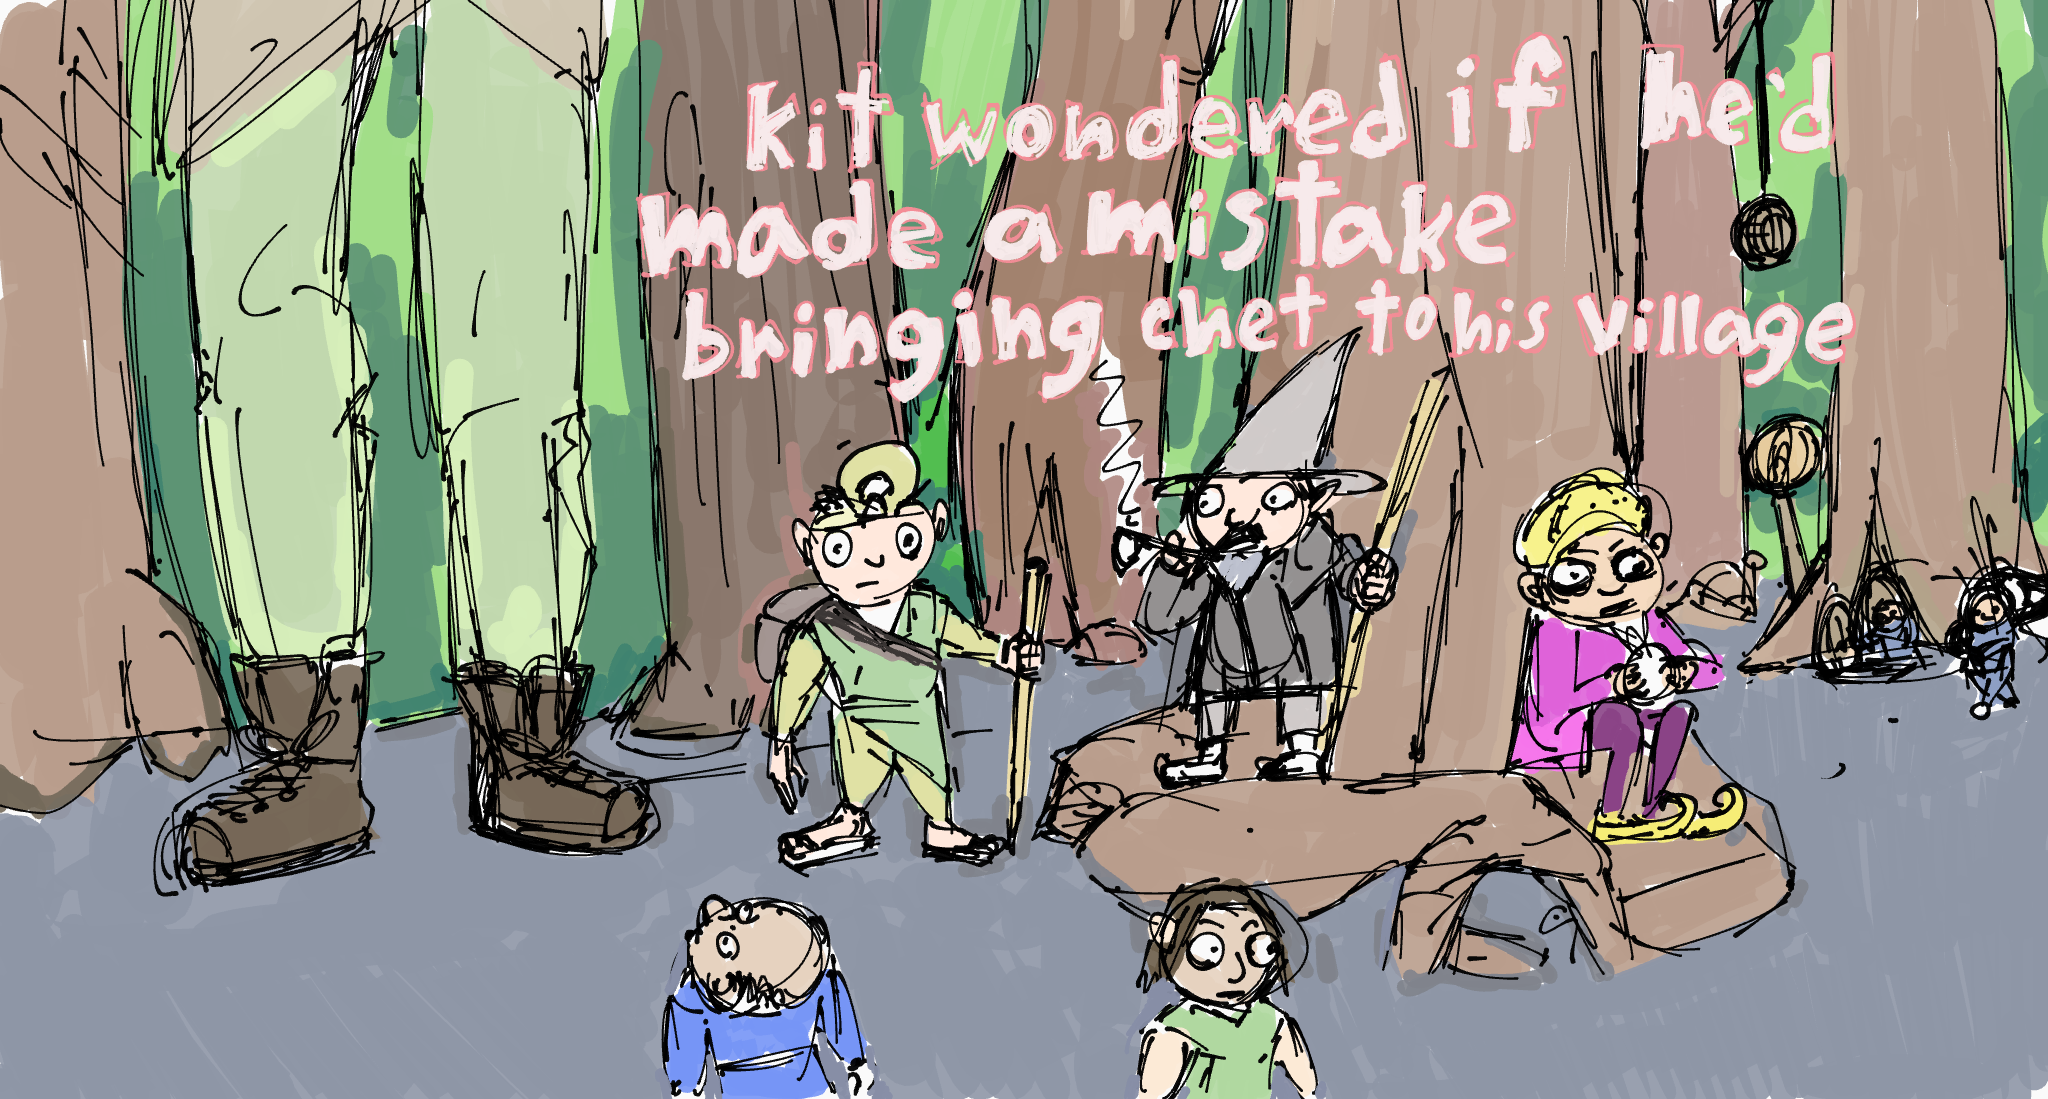 kit wondered if he'd
made a mistake
bringing chet to his village